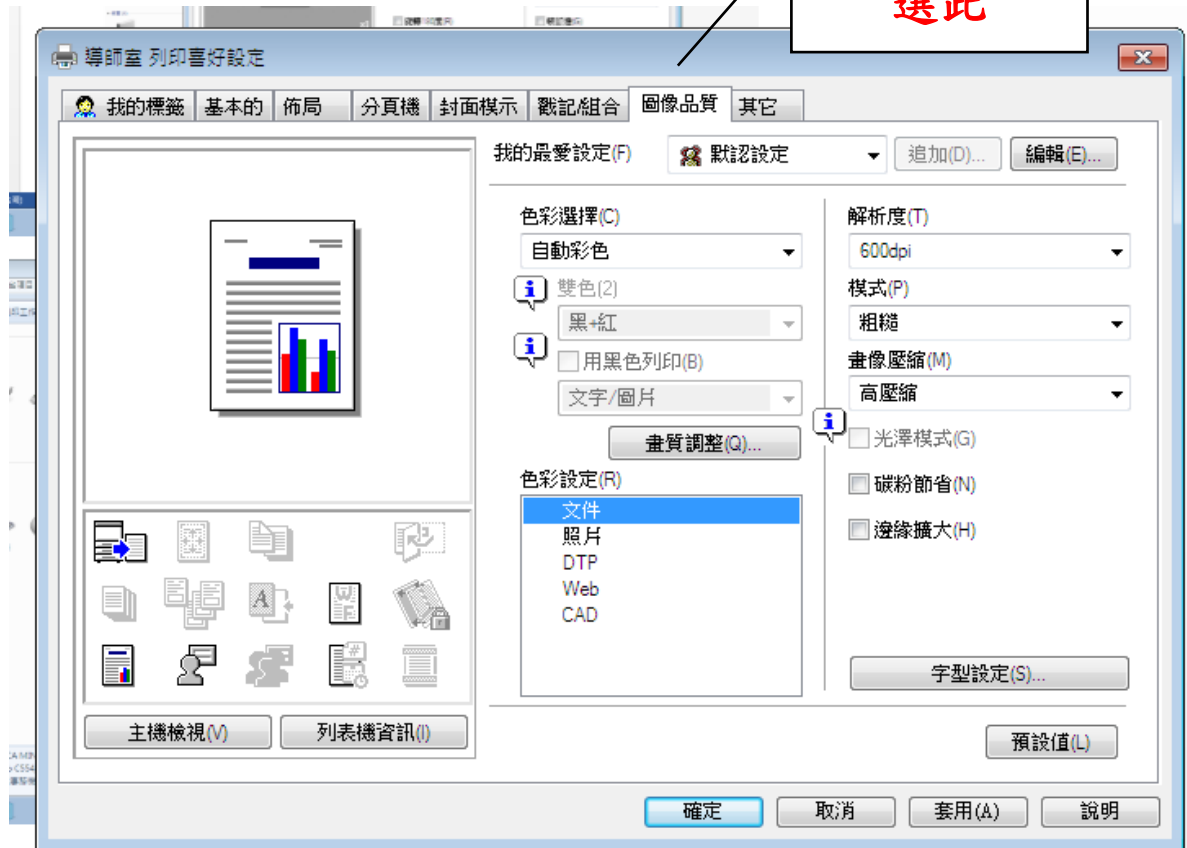 選此
導師室 列印喜好設定
我的標籤 基本的 佈局 分頁機 封面模示 戳記/組合 圖像品質 其它
我的最愛設定(F) 默認設定 追加(D)... 編輯(E)...
色彩選擇(C)
自動彩色
雙色(2)
黑+紅
用黑色列印(B)
文字/圖片
畫質調整(Q)...
色彩設定(R)
文件
照片
DTP
Web
CAD
解析度(T)
600dpi
模式(P)
粗糙
畫像壓縮(M)
高壓縮
光澤模式(G)
碳粉節省(N)
邊緣擴大(H)
字型設定(S)...
主機檢視(V) 列表機資訊(I)
預設值(L)
確定 取消 套用(A) 說明